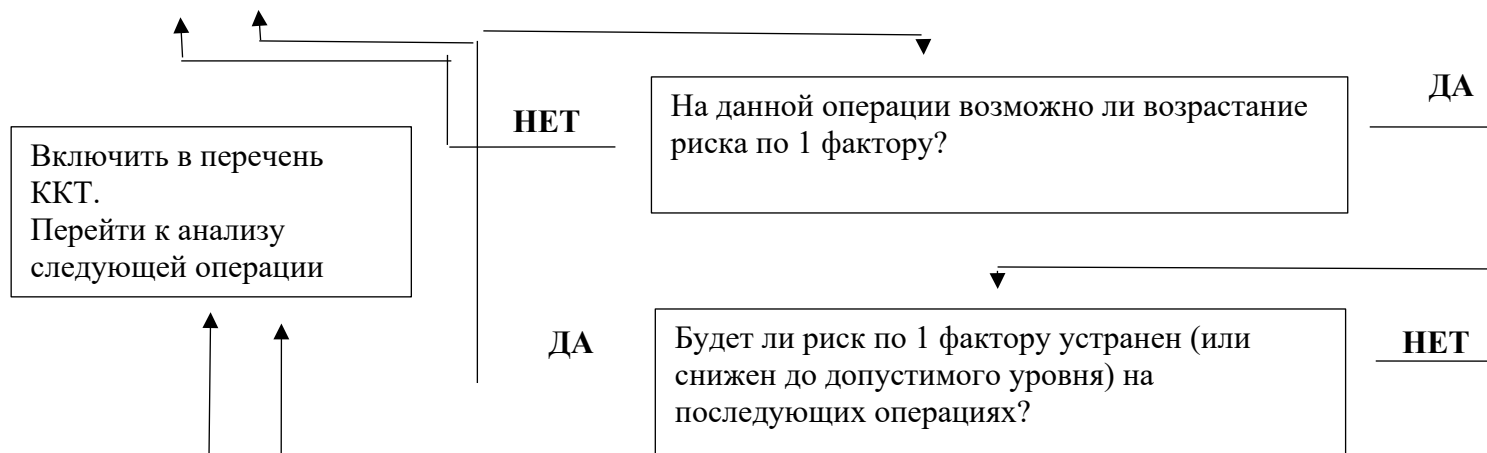 НЕТ
На данной операции возможно ли возрастание
риска по 1 фактору?
ДА
Включить в перечень
ККТ.
Перейти к анализу
следующей операции
ДА
Будет ли риск по 1 фактору устранен (или
снижен до допустимого уровня) на
последующих операциях?
НЕТ